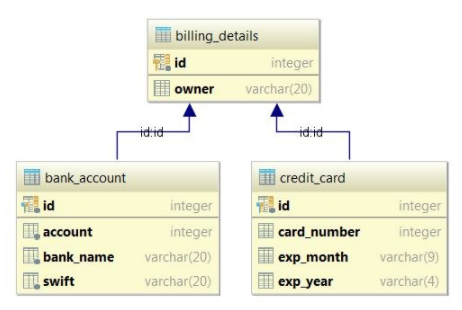 billing_details
id integer
owner varchar(20)
id:id id:id
bank_account
id integer
account integer
bank_name varchar(20)
swift varchar(20)
credit_card
id integer
card_number integer
exp_month varchar(9)
exp_year varchar(4)